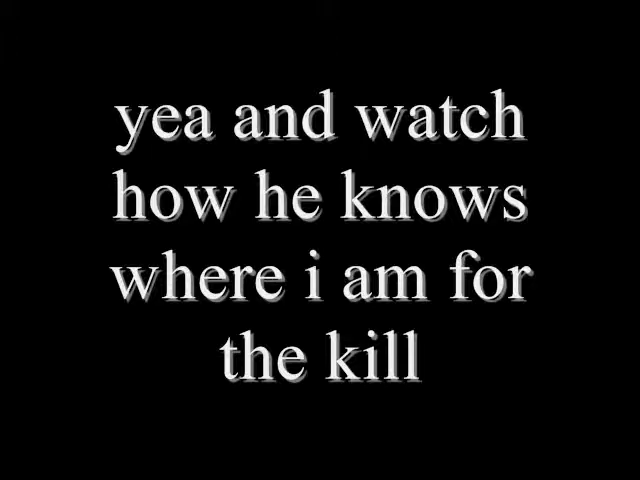 yea and watch
how he knows
where i am for
the kill